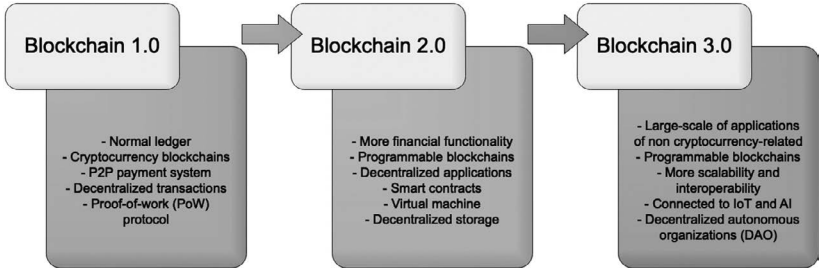 Blockchain 1.0
- Normal ledger
- Cryptocurrency blockchains
- P2P payment system
- Decentralized transactions
- Proof-of-work (PoW)
protocol
Blockchain 2.0
- More financial functionality
- Programmable blockchains
- Decentralized applications
- Smart contracts
- Virtual machine
- Decentralized storage
Blockchain 3.0
- Large-scale of applications
of non cryptocurrency-related
- Programmable blockchains
- More scalability and
interoperability
- Connected to IoT and AI
- Decentralized autonomous
organizations (DAO)